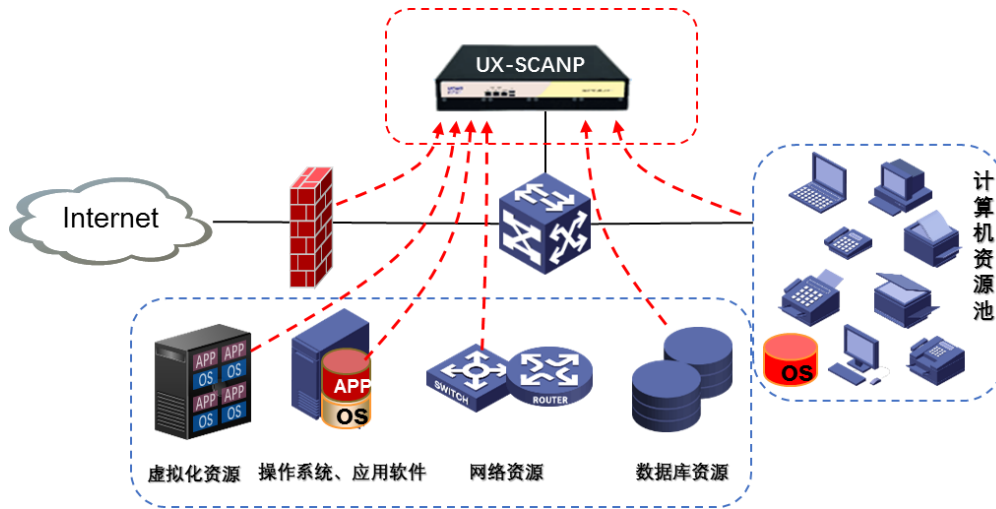 UX-SCANP
Internet
计算机资源池
APP APP
OS OS
APP APP
OS OS
APP
OS
SWITCH
ROUTER
OS
虚拟化资源
操作系统、应用软件
网络资源
数据库资源